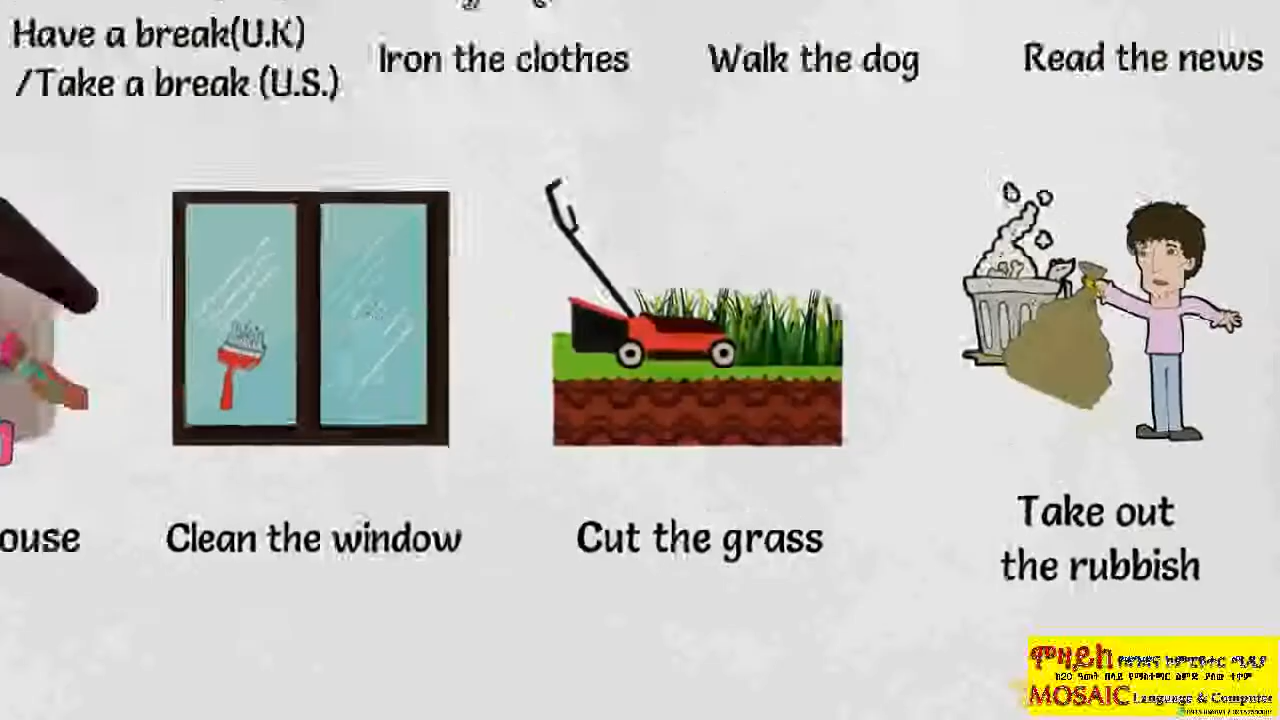 Have a break(U.K)
/Take a break (U.S.)
Iron the clothes
Walk the dog
Read the news
ouse
Clean the window
Cut the grass
Take out
the rubbish
ሞዛይክ
MOSAIC Language & Computer